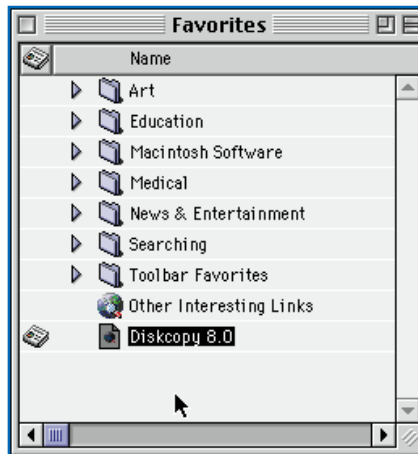 Favorites
Name
Art
Education
Macintosh Software
Medical
News & Entertainment
Searching
Toolbar Favorites
Other Interesting Links
Diskcopy 8.0